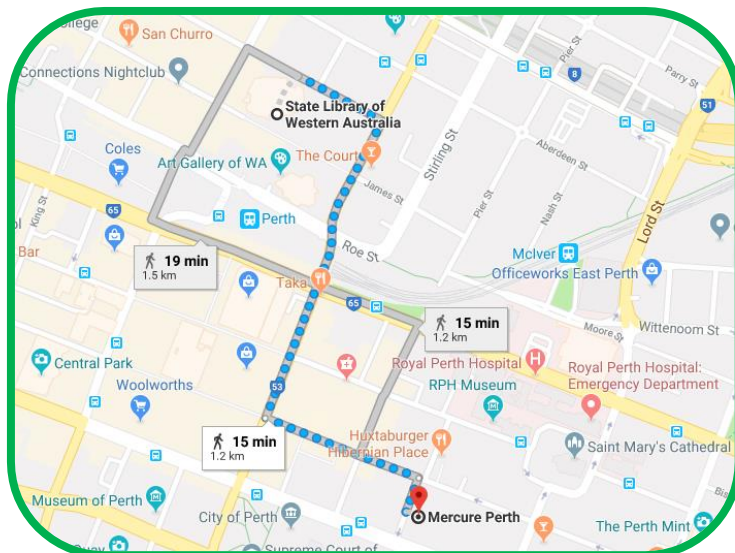 College
San Churro
Connections Nightclub
State Library of
Western Australia
Pier St
8
Parry St
51
Coles
Art Gallery of WA
The Court
Stirling St
Aberdeen St
James St
King St
65
Perth
Pier St
Nash St
Lord St
Roe St
Bar
19 min
1.5 km
McIver
Officeworks East Perth
Taka
65
15 min
1.2 km
Moore St
Wittenoom St
Central Park
Royal Perth Hospital
H
Royal Perth Hospital:
Emergency Department
Woolworths
53
RPH Museum
15 min
1.2 km
Huxtaburger
Hibernian Place
Saint Mary's Cathedral
Museum of Perth
City of Perth
Mercure Perth
The Perth Mint
Quay
Supreme Court of